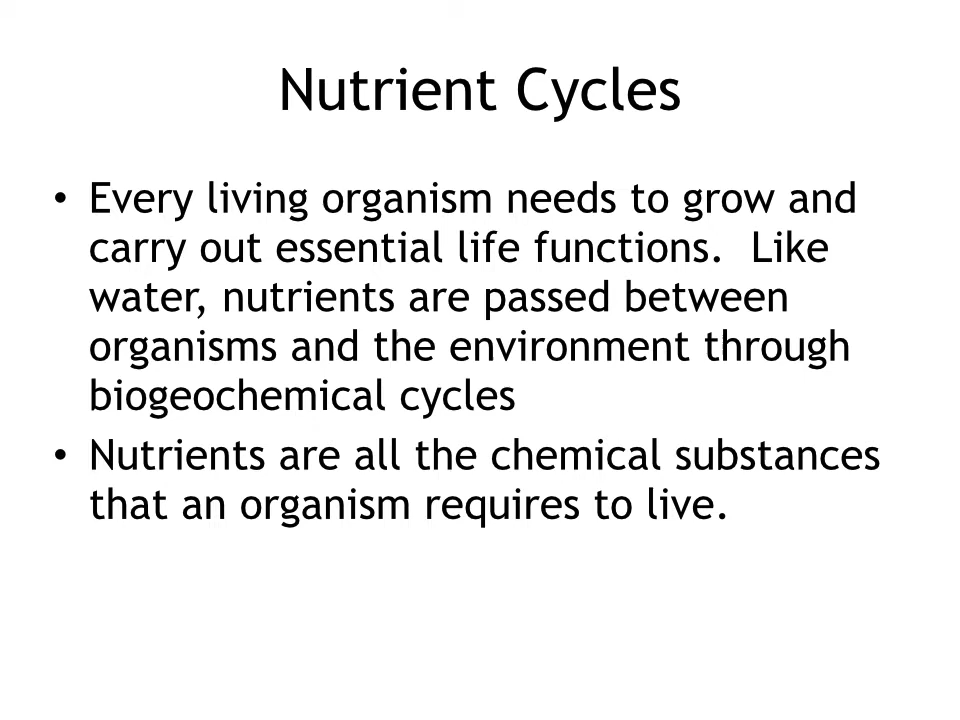 Nutrient Cycles
• Every living organism needs to grow and
carry out essential life functions.  Like
water, nutrients are passed between
organisms and the environment through
biogeochemical cycles
• Nutrients are all the chemical substances
that an organism requires to live.